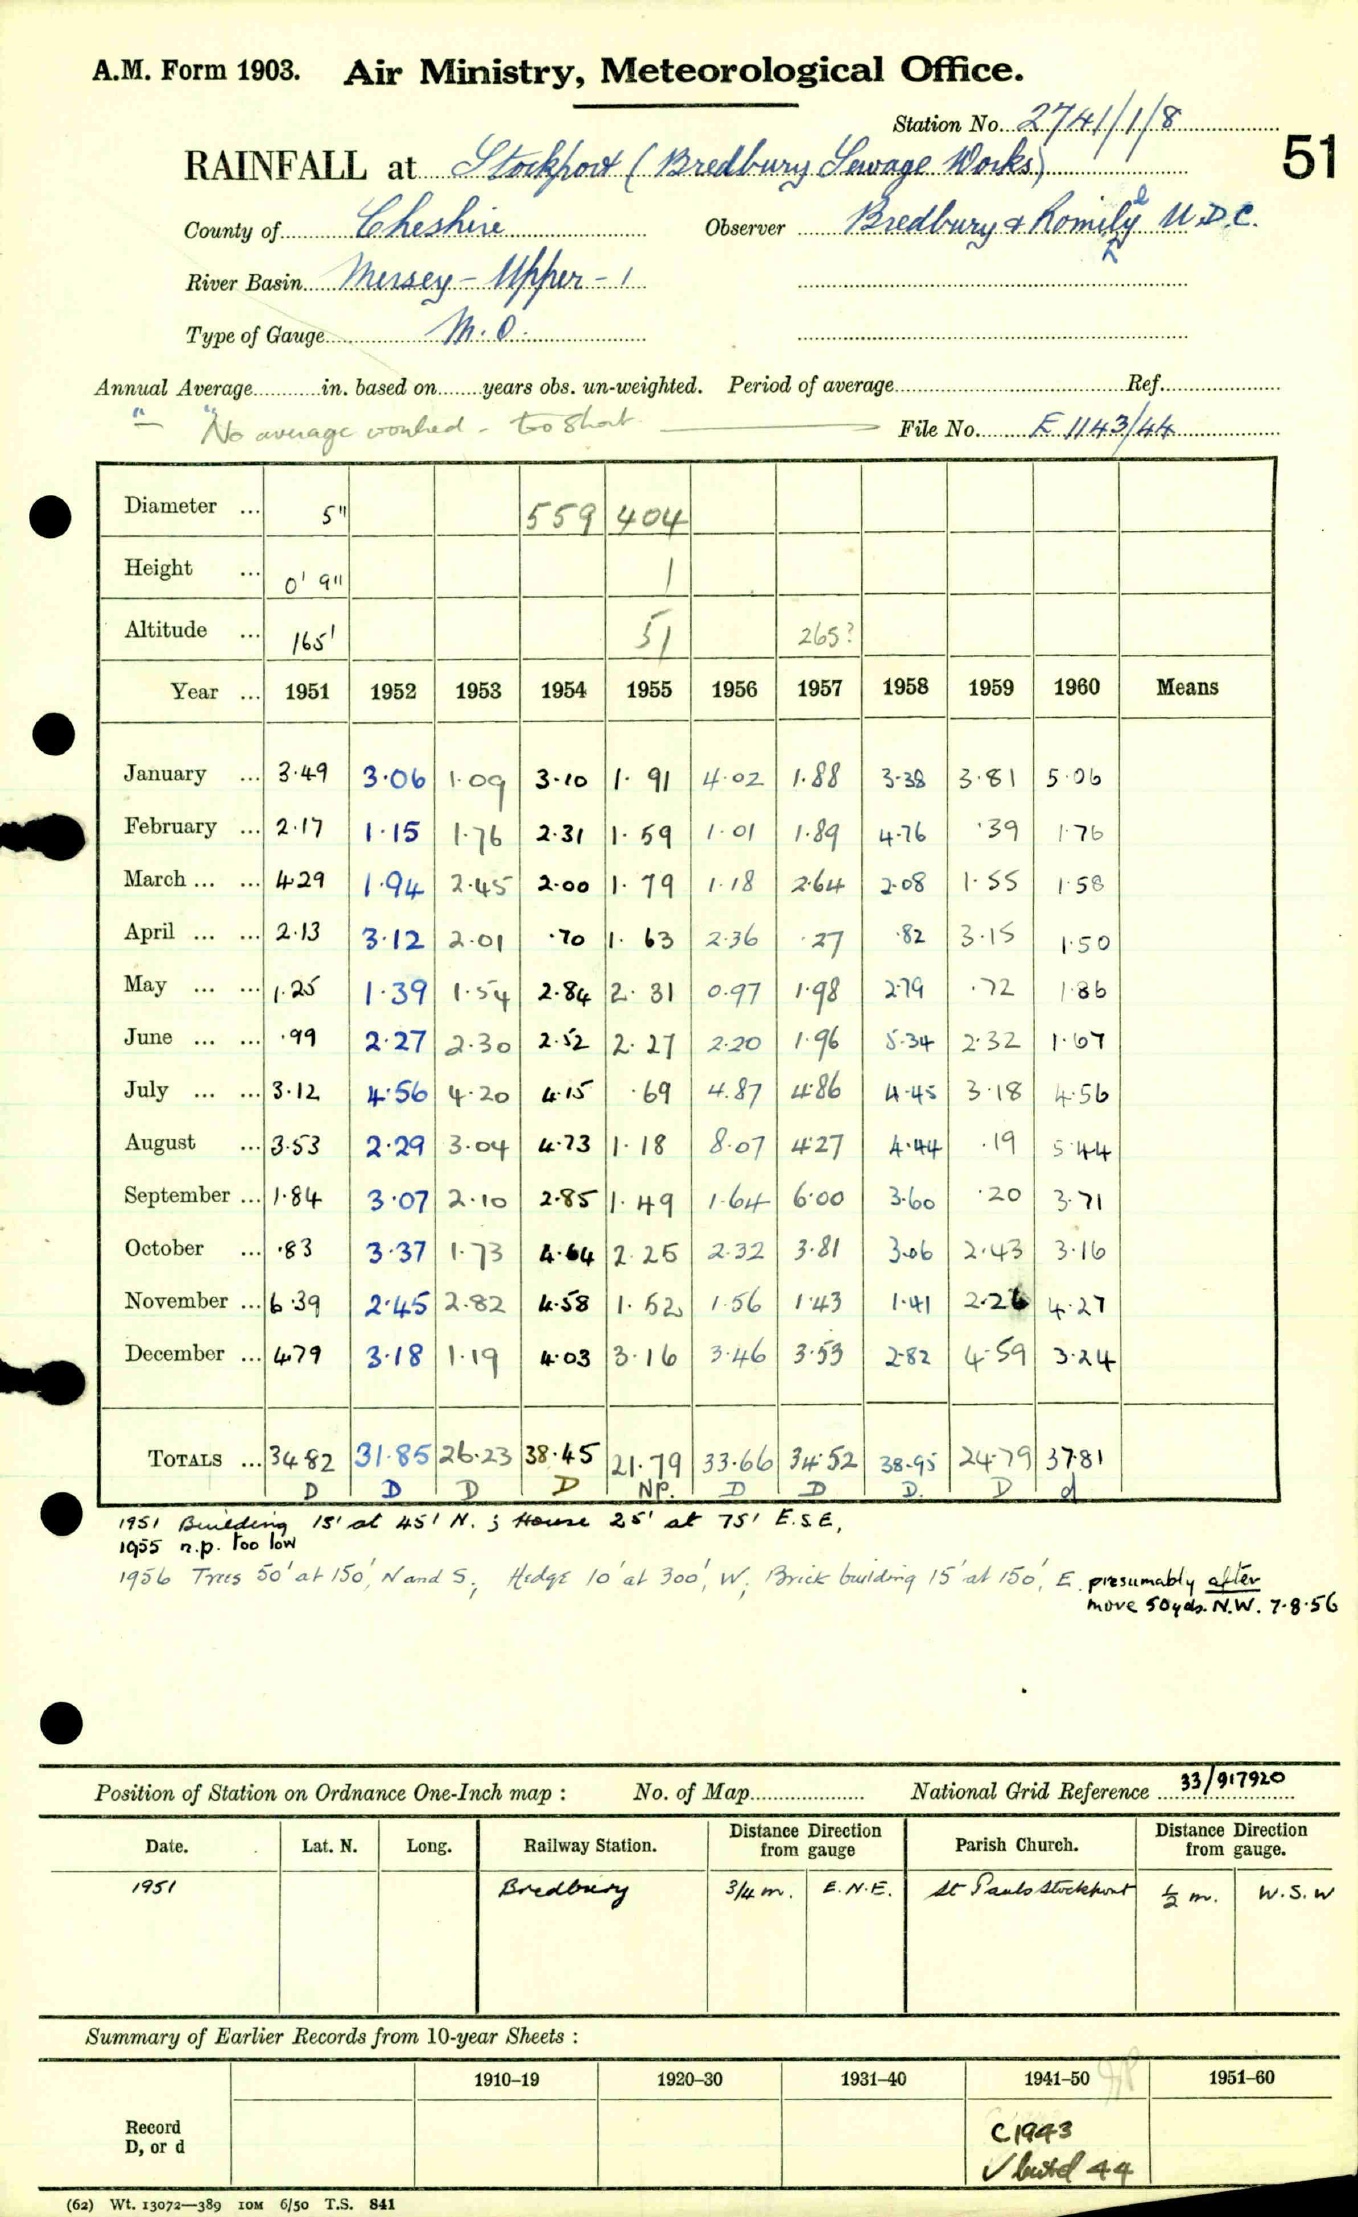 A.M. Form 1903. Air Ministry, Meteorological Office.
Station No. 2741/1/8
51
RAINFALL at Stockport (Bredbury Sewage Works)
County of Cheshire Observer Bredbury & Romiley U.D.C.
River Basin Mersey - Upper - 1
Type of Gauge M.O.
Annual Average in. based on years obs. un-weighted. Period of average Ref.
"No average worked - too short File No. E 1143/44
Diameter ... 5" 559 404
Height ... 0' 9" 1
Altitude ... 165' 51 265?
Year ... 1951 1952 1953 1954 1955 1956 1957 1958 1959 1960 Means
January ... 3.49 3.06 1.09 3.10 1.91 4.02 1.88 3.38 3.81 5.06
February ... 2.17 1.15 1.76 2.31 1.59 1.01 1.89 4.76 .39 1.76
March ... ... 4.29 1.94 2.45 2.00 1.79 1.18 2.64 2.08 1.55 1.58
April ... ... 2.13 3.12 2.01 .70 1.63 2.36 .27 .82 3.15 1.50
May ... ... 1.25 1.39 1.54 2.84 2.31 0.97 1.98 2.79 .72 1.86
June ... ... .99 2.27 2.30 2.52 2.27 2.20 1.96 5.34 2.32 1.67
July ... ... 3.12 4.56 4.20 4.15 .69 4.87 4.86 4.45 3.18 4.56
August ... 3.53 2.29 3.04 4.73 1.18 8.07 4.27 4.44 .19 5.44
September ... 1.84 3.07 2.10 2.85 1.49 1.64 6.00 3.60 .20 3.71
October ... .83 3.37 1.73 4.64 2.25 2.32 3.81 3.06 2.43 3.16
November ... 6.39 2.45 2.82 4.58 1.52 1.56 1.43 1.41 2.26 4.27
December ... 4.79 3.18 1.19 4.03 3.16 3.46 3.53 2.82 4.59 3.24
TOTALS ... 34.82 31.85 26.23 38.45 21.79 33.66 34.52 38.95 24.79 37.81
D D D D NP. D D D. D d
1951 Building 15' at 45' N. ; House 25' at 75' E.S.E,
1955 n.p. too low
1956 Trees 50' at 150', N and S; Hedge 10' at 300', W; Brick building 15' at 150', E. presumably after
move 50yds. N.W. 7.8.56
Position of Station on Ordnance One-Inch map : No. of Map National Grid Reference 33/917920
Date. Lat. N. Long. Railway Station. Distance Direction from gauge Parish Church. Distance Direction from gauge.
1951 Bredbury 3/4 m. E.N.E. St Pauls Stockport 1/2 m. W.S.W
Summary of Earlier Records from 10-year Sheets :
1910–19 1920–30 1931–40 1941–50 1951–60
Record
D, or d
C 1943
✓ but d 44
(62) Wt. 13072—389 10M 6/50 T.S. 841